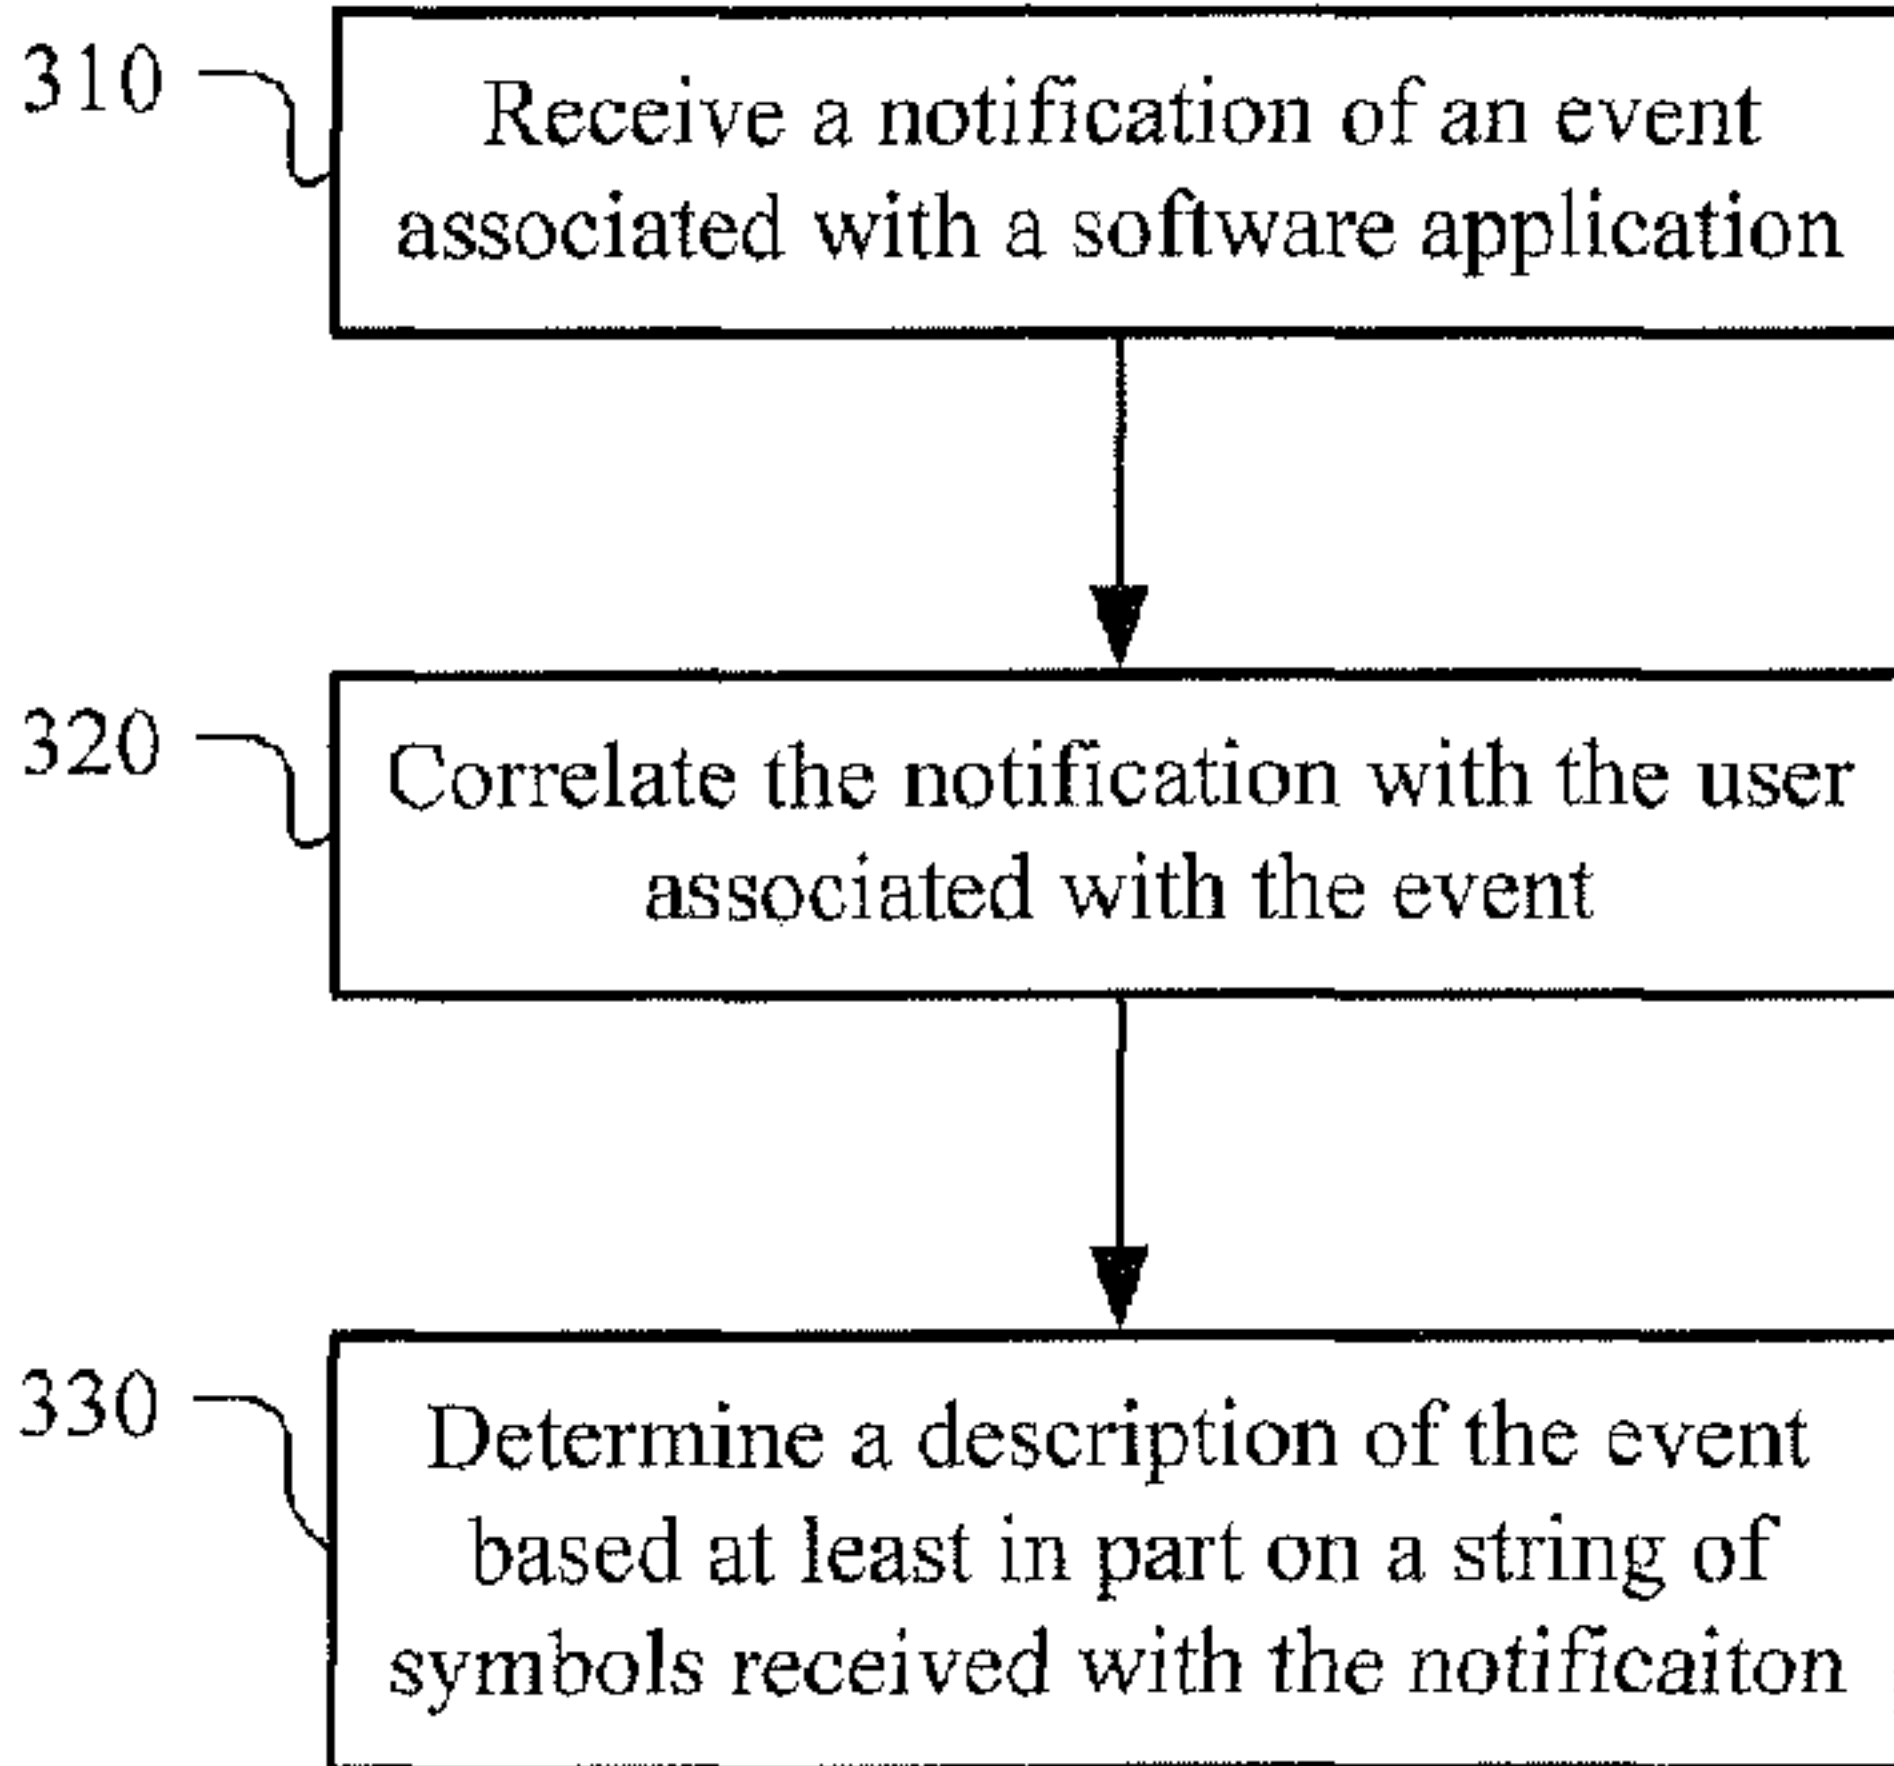 310
Receive a notification of an event
associated with a software application
320
Correlate the notification with the user
associated with the event
330
Determine a description of the event
based at least in part on a string of
symbols received with the notificaiton